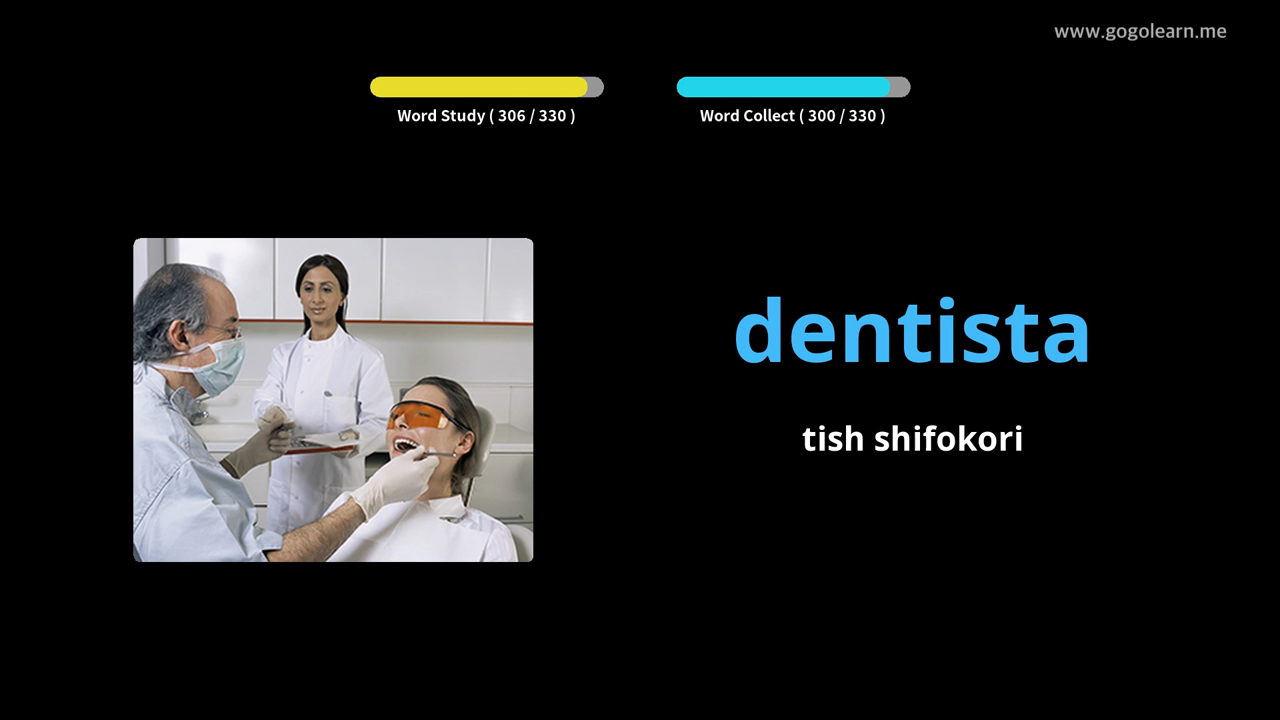 www.gogolearn.me
Word Study ( 306 / 330 )
Word Collect ( 300 / 330 )
dentista
tish shifokori